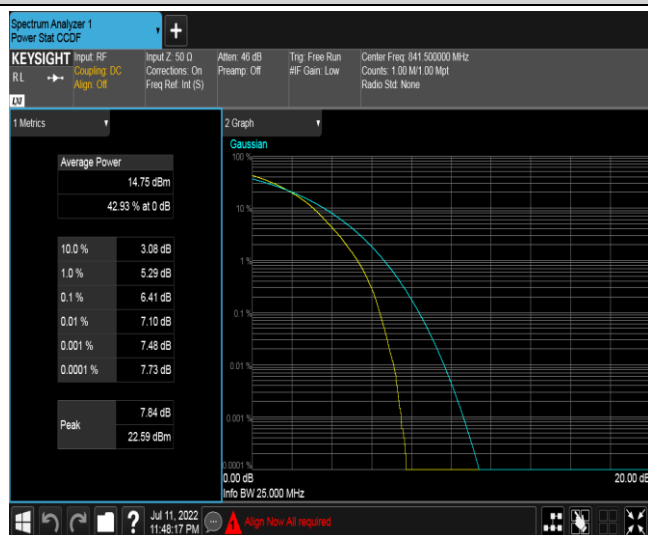 Spectrum Analyzer 1
Power Stat CCDF
+
KEYSIGHT
RL
LXI
Input: RF
Coupling: DC
Align: Off
Input Z: 50 Ω
Corrections: On
Freq Ref: Int (S)
Atten: 46 dB
Preamp: Off
Trig: Free Run
#IF Gain: Low
Center Freq: 841.500000 MHz
Counts: 1.00 M/1.00 Mpt
Radio Std: None
1 Metrics
Average Power
14.75 dBm
42.93 % at 0 dB
10.0 % 3.08 dB
1.0 % 5.29 dB
0.1 % 6.41 dB
0.01 % 7.10 dB
0.001 % 7.48 dB
0.0001 % 7.73 dB
Peak
7.84 dB
22.59 dBm
2 Graph
Gaussian
100 %
10 %
1 %
0.1 %
0.01 %
0.001 %
0.0001 %
0.00 dB 20.00 dB
Info BW 25.000 MHz
?
Jul 11, 2022
11:48:17 PM
Align Now All required